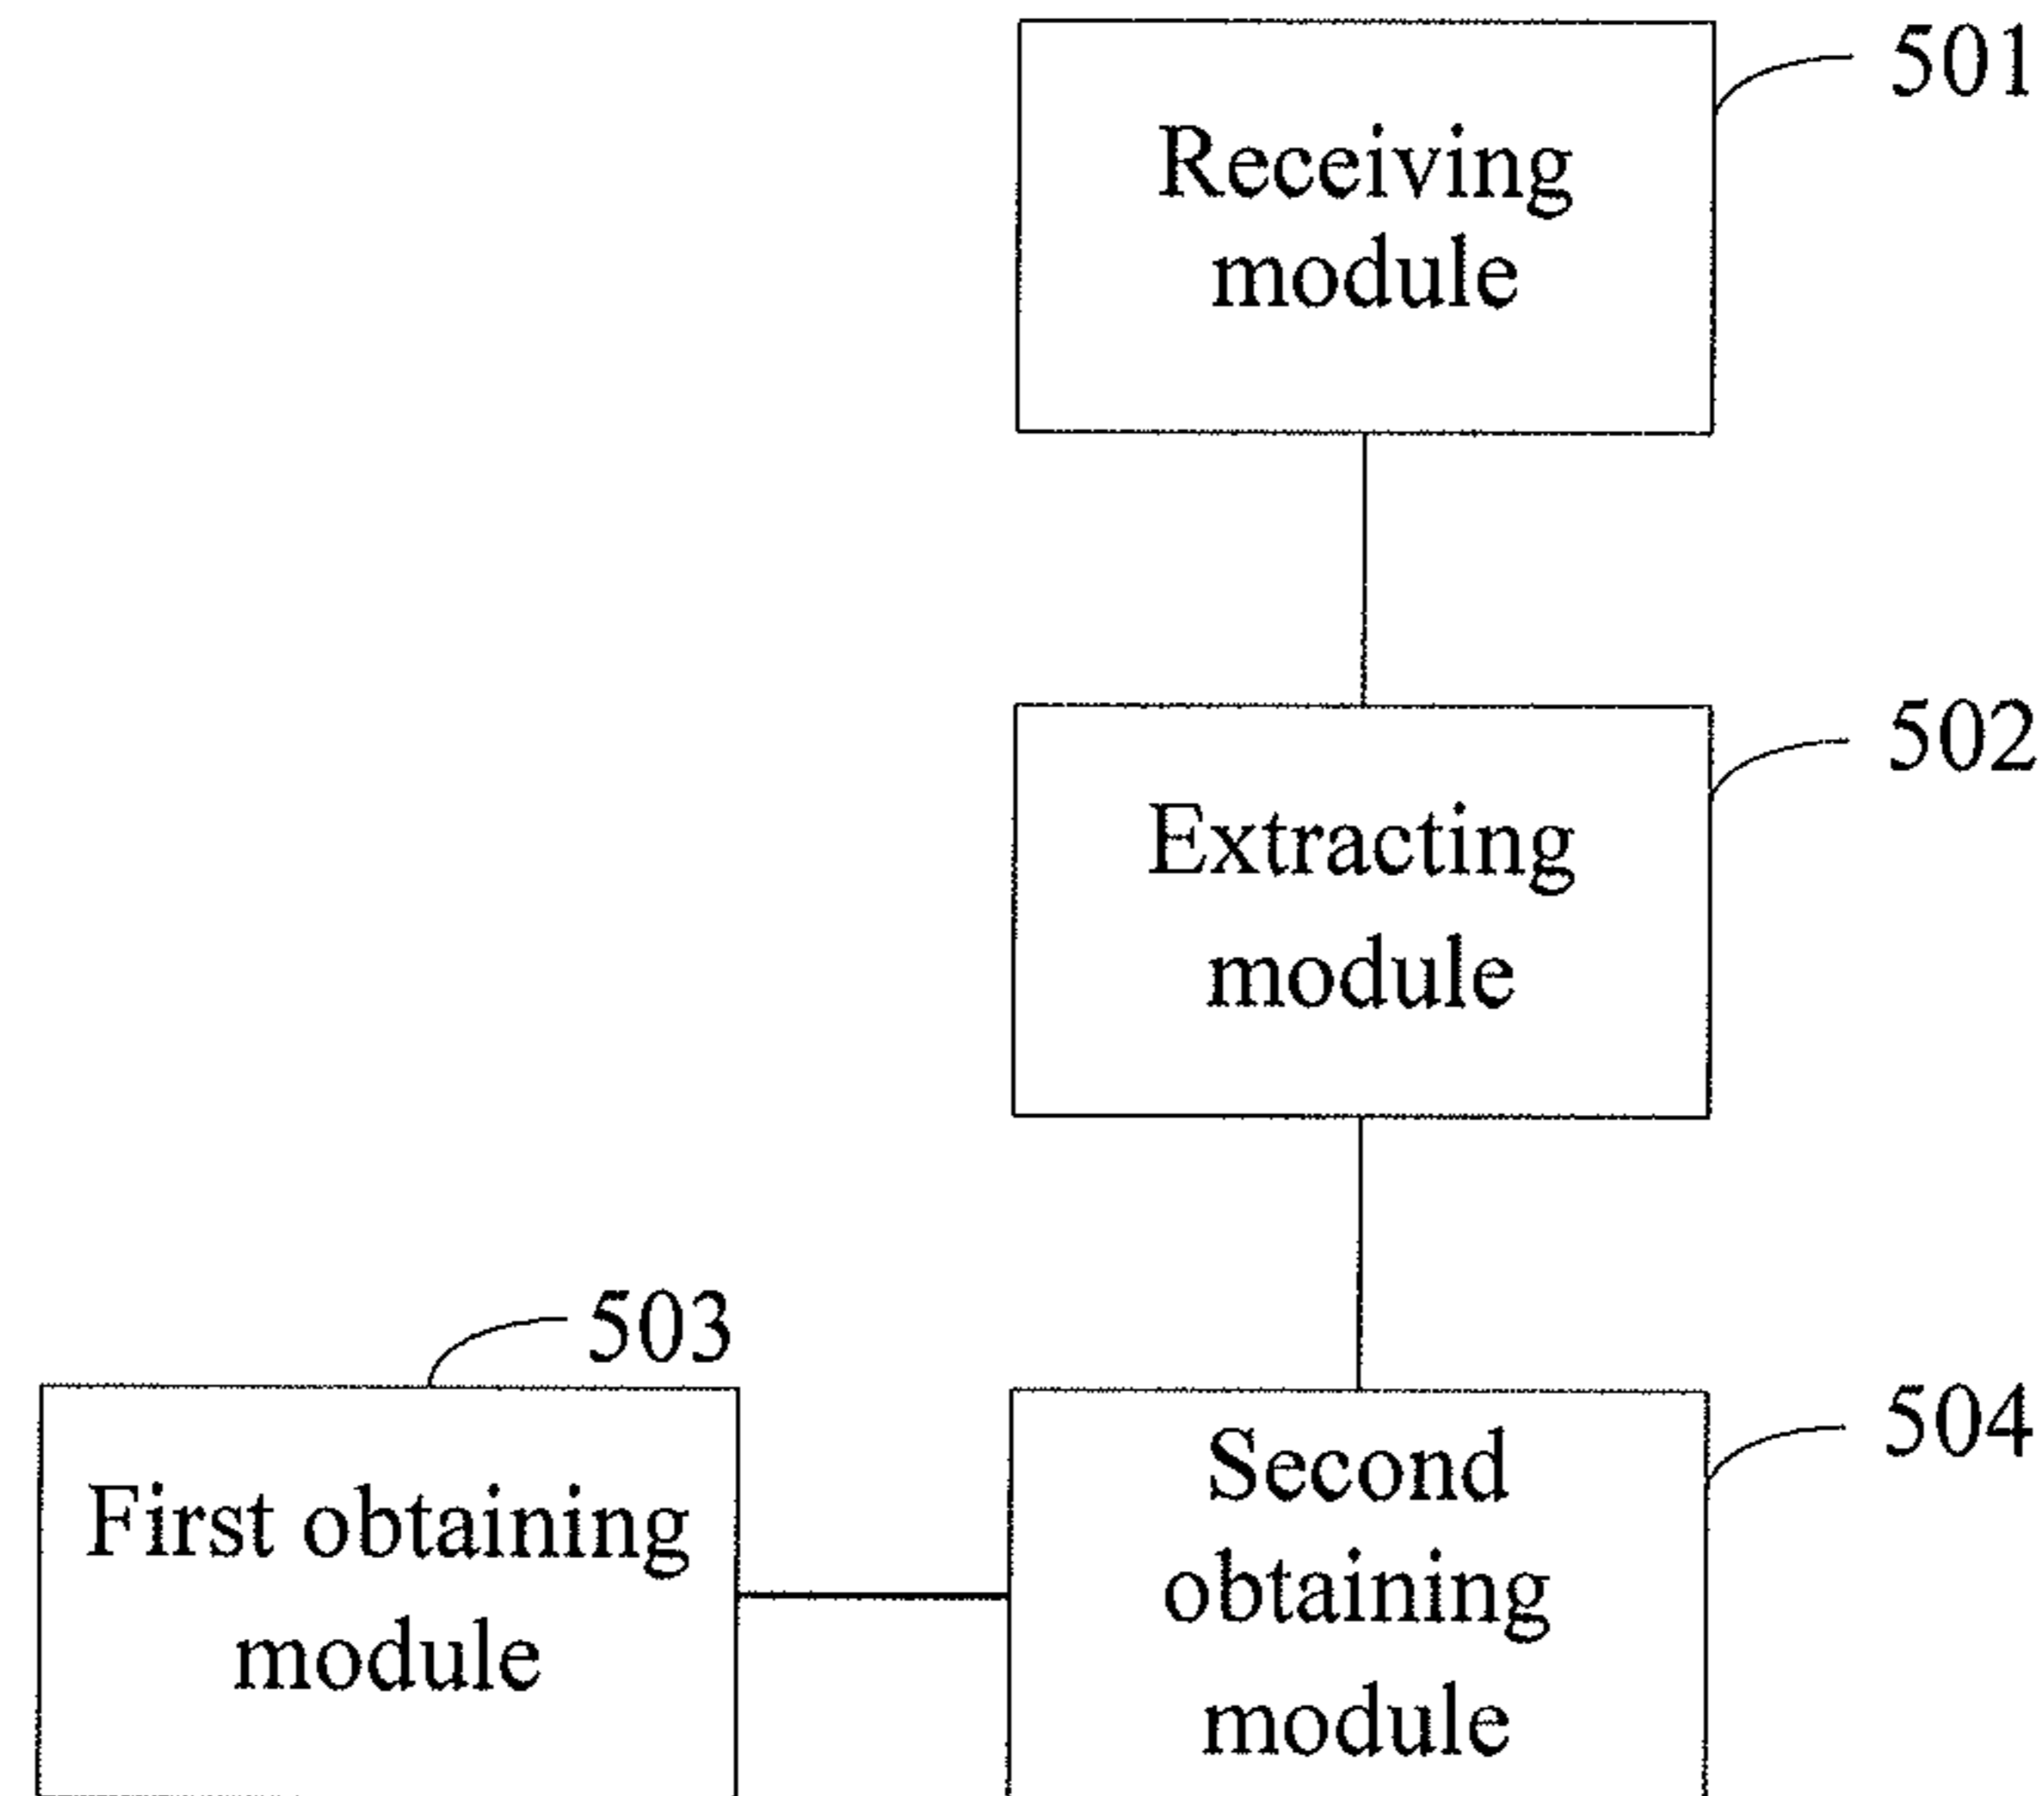 501
Receiving
module
502
Extracting
module
503
First obtaining
module
504
Second
obtaining
module